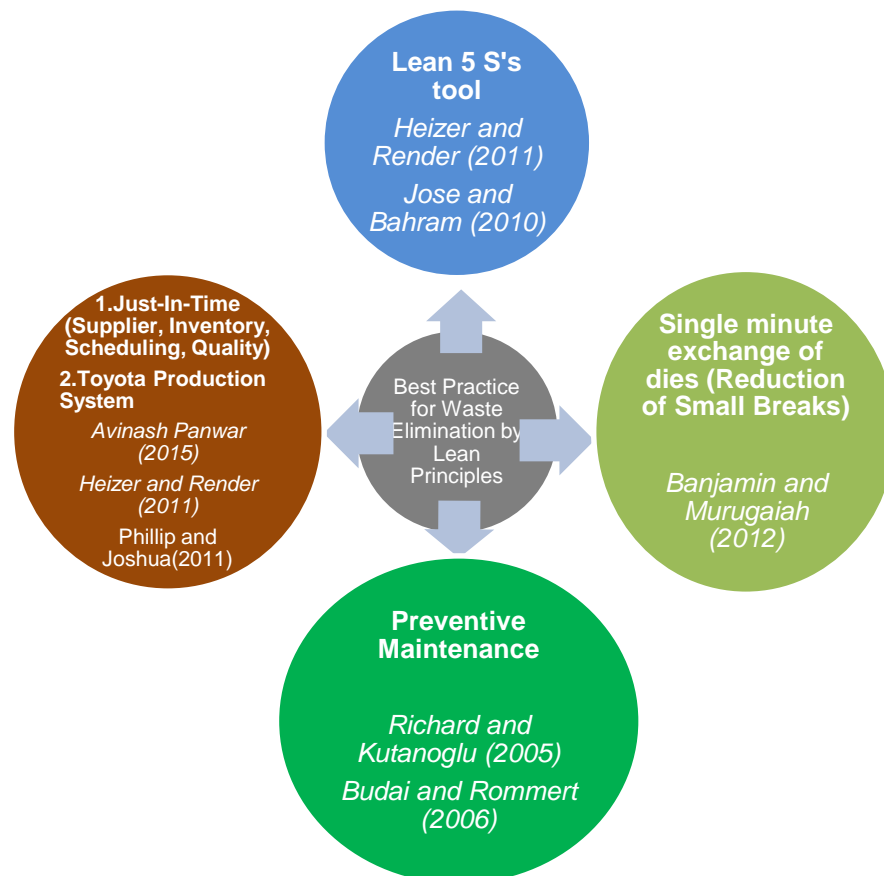 Lean 5 S's
tool
Heizer and
Render (2011)
Jose and
Bahram (2010)
1.Just-In-Time
(Supplier, Inventory,
Scheduling, Quality)
2.Toyota Production
System
Avinash Panwar
(2015)
Heizer and Render
(2011)
Phillip and
Joshua(2011)
Best Practice
for Waste
Elimination by
Lean
Principles
Single minute
exchange of
dies (Reduction
of Small Breaks)
Banjamin and
Murugaiah
(2012)
Preventive
Maintenance
Richard and
Kutanoglu (2005)
Budai and Rommert
(2006)